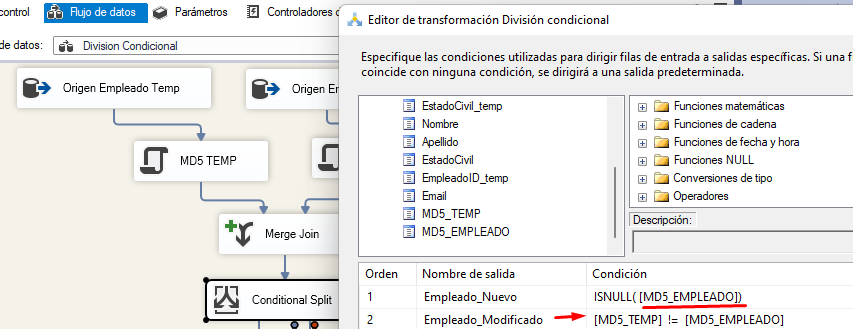 control
Flujo de datos
Parámetros
Controladores de
de datos:
Division Condicional
Origen Empleado Temp
Origen En
MD5 TEMP
Merge Join
Conditional Split
Editor de transformación División condicional
Especifique las condiciones utilizadas para dirigir filas de entrada a salidas específicas. Si una f
coincide con ninguna condición, se dirigirá a una salida predeterminada.
EstadoCivil_temp
Nombre
Apellido
EstadoCivil
EmpleadoID_temp
Email
MD5_TEMP
MD5_EMPLEADO
Funciones matemáticas
Funciones de cadena
Funciones de fecha y hora
Funciones NULL
Conversiones de tipo
Operadores
Descripción:
Orden Nombre de salida Condición
1 Empleado_Nuevo ISNULL( [MD5_EMPLEADO])
2 Empleado_Modificado [MD5_TEMP] != [MD5_EMPLEADO]